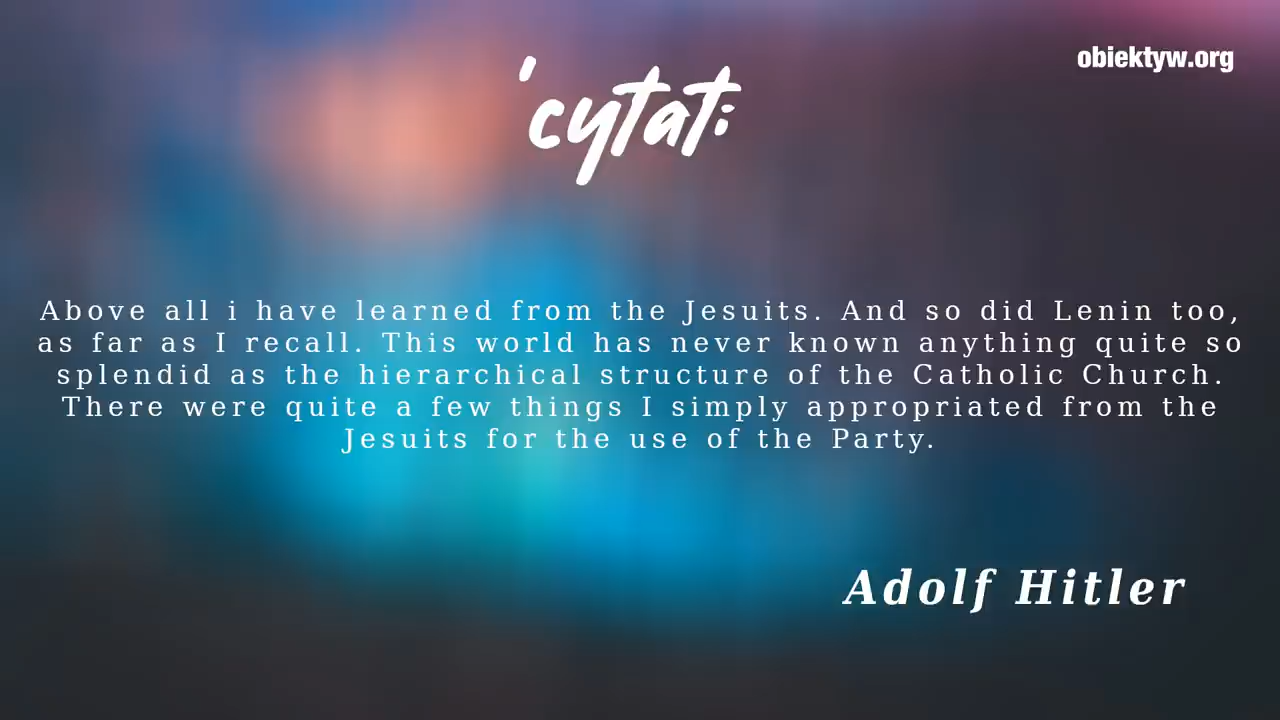 obiektyw.org
'cytat:
Above all i have learned from the Jesuits. And so did Lenin too,
as far as I recall. This world has never known anything quite so
splendid as the hierarchical structure of the Catholic Church.
There were quite a few things I simply appropriated from the
Jesuits for the use of the Party.
Adolf Hitler